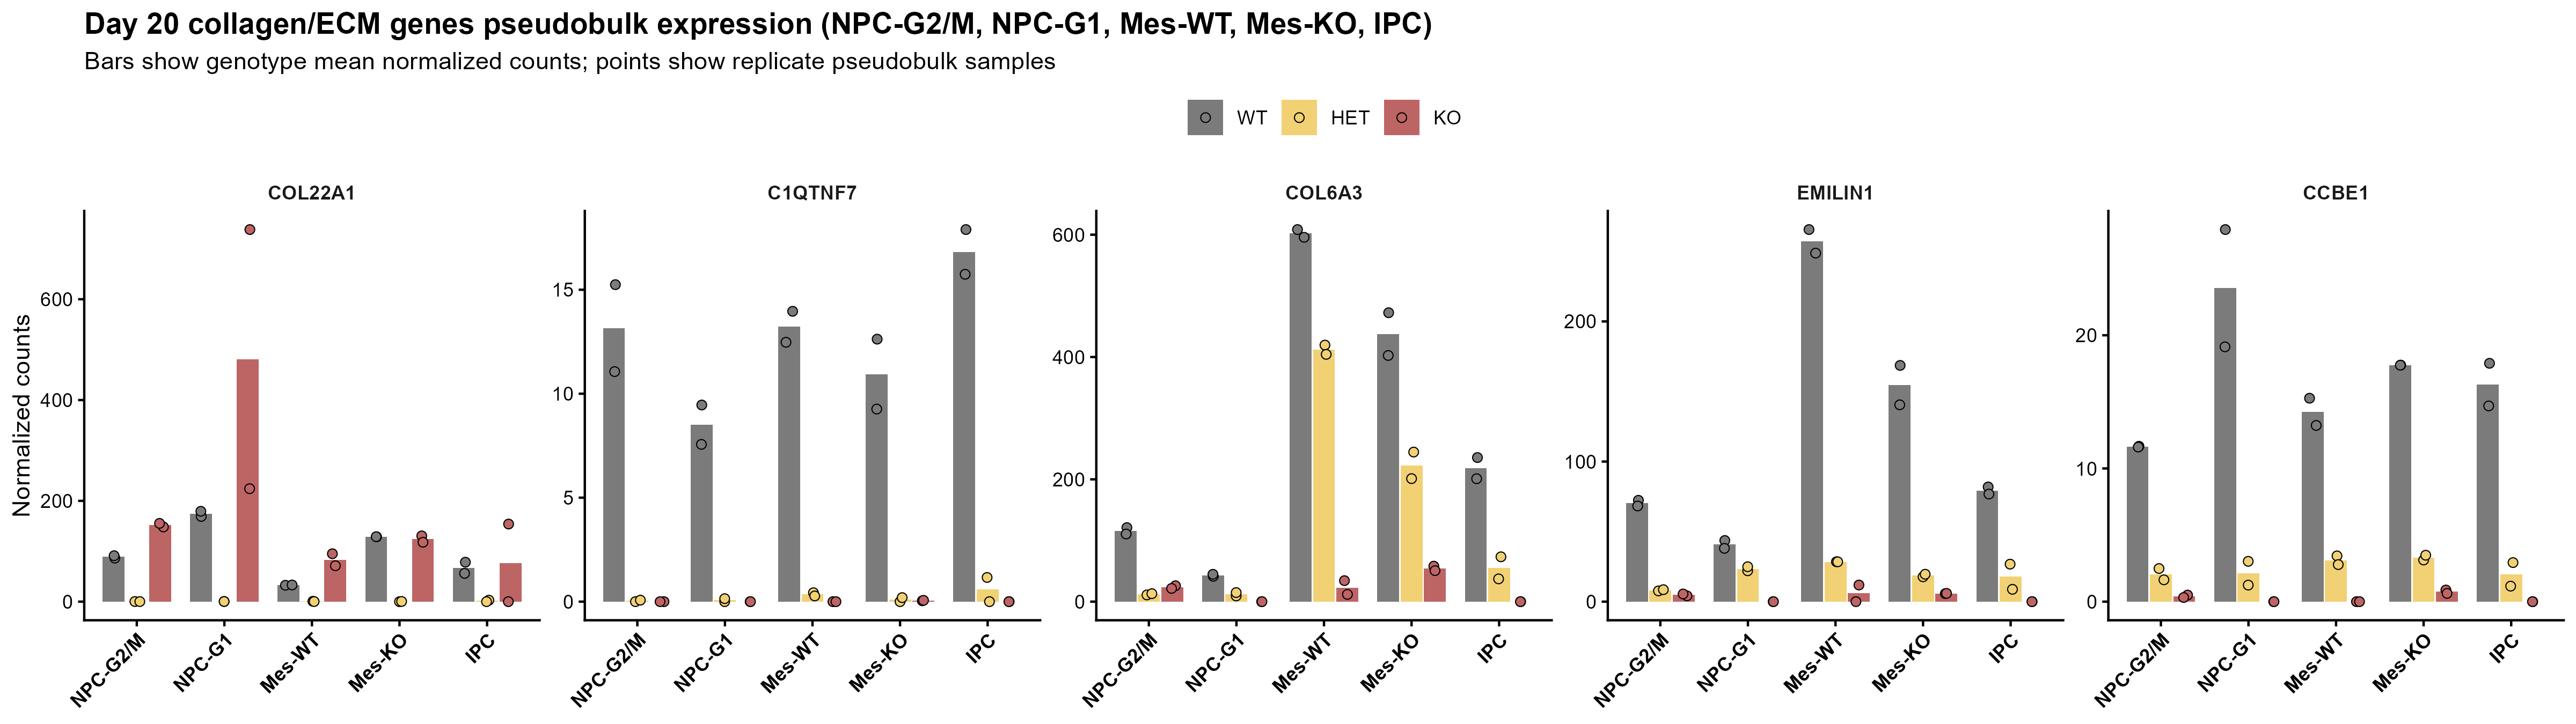 Day 20 collagen/ECM genes pseudobulk expression (NPC-G2/M, NPC-G1, Mes-WT, Mes-KO, IPC)
Bars show genotype mean normalized counts; points show replicate pseudobulk samples
WT HET KO
COL22A1 C1QTNF7 COL6A3 EMILIN1 CCBE1
Normalized counts
600
400
200
0
NPC-G2/M NPC-G1 Mes-WT Mes-KO IPC
15
10
5
0
NPC-G2/M NPC-G1 Mes-WT Mes-KO IPC
600
400
200
0
NPC-G2/M NPC-G1 Mes-WT Mes-KO IPC
200
100
0
NPC-G2/M NPC-G1 Mes-WT Mes-KO IPC
20
10
0
NPC-G2/M NPC-G1 Mes-WT Mes-KO IPC